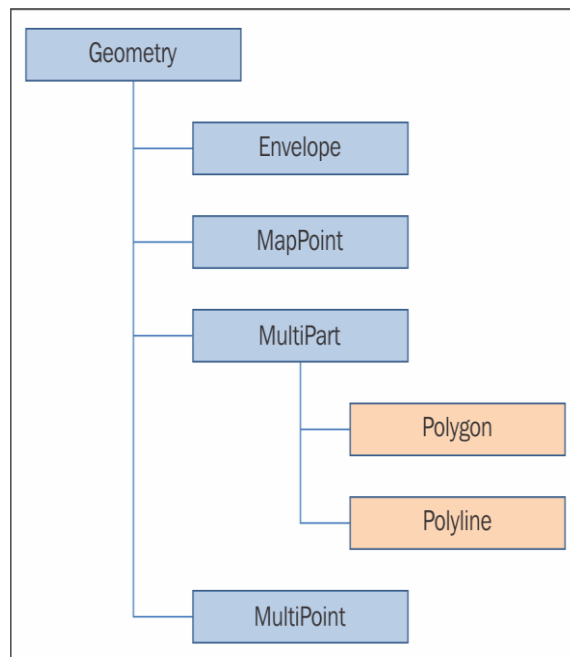 Geometry
Envelope
MapPoint
MultiPart
Polygon
Polyline
MultiPoint